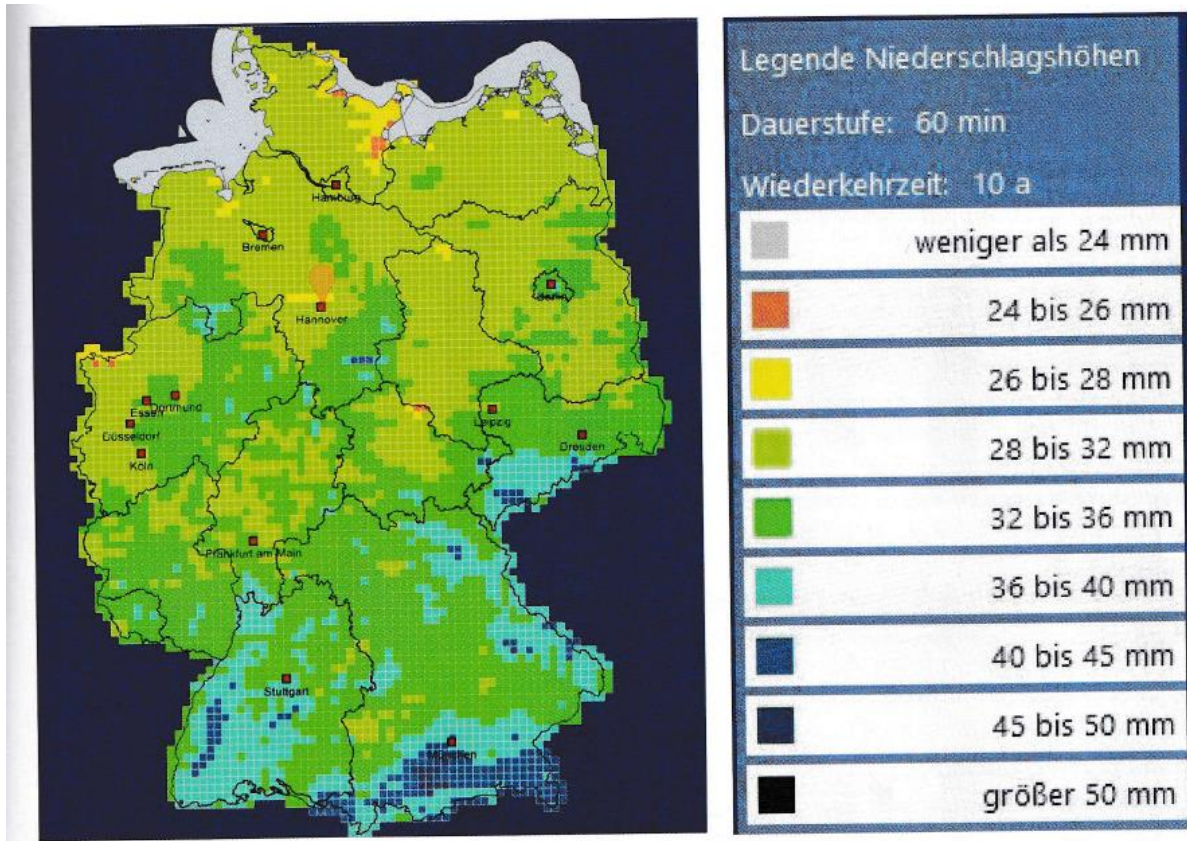 Hamburg
Bremen
Berlin
Hannover
Essen
Dortmund
Düsseldorf
Köln
Leipzig
Dresden
Frankfurt am Main
Stuttgart
München
Legende Niederschlagshöhen
Dauerstufe: 60 min
Wiederkehrzeit: 10 a
weniger als 24 mm
24 bis 26 mm
26 bis 28 mm
28 bis 32 mm
32 bis 36 mm
36 bis 40 mm
40 bis 45 mm
45 bis 50 mm
größer 50 mm